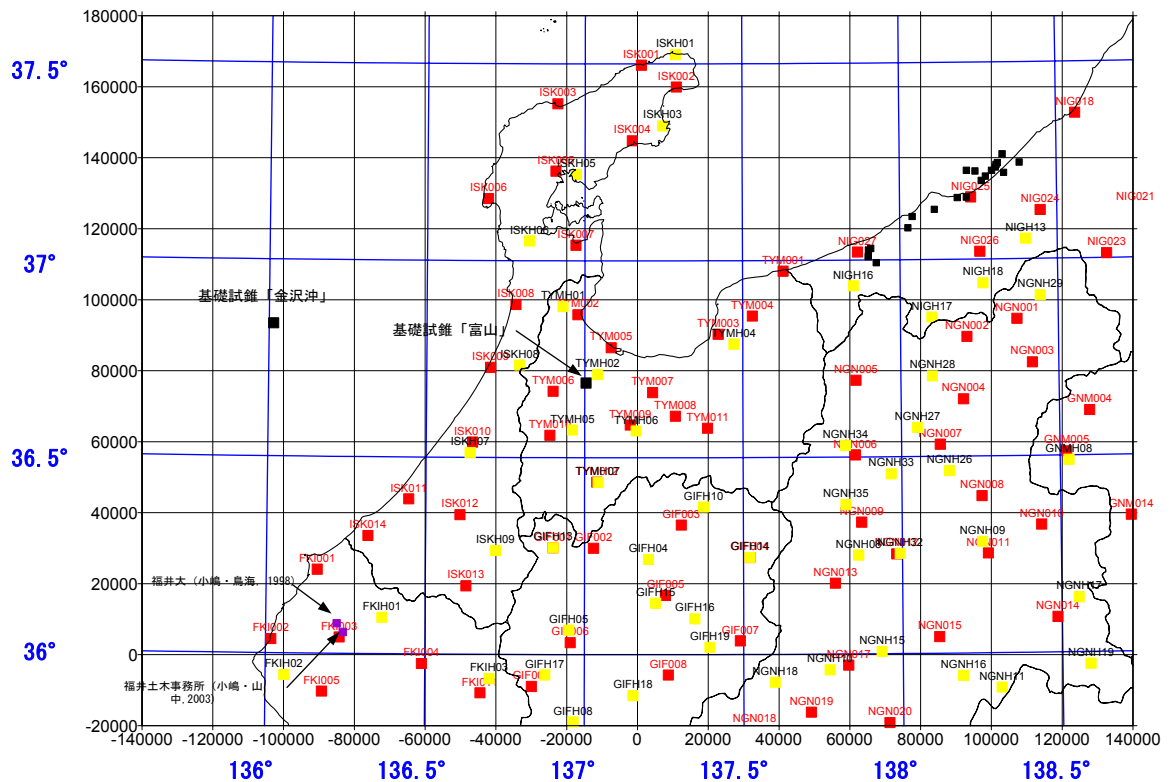 180000
160000
140000
120000
100000
80000
60000
40000
20000
0
-20000
37.5°
37°
36.5°
36°
ISKH01
ISK001
ISK002
ISK003
ISKH03
ISK004
NIG018
ISKH05
ISK006
NIG025
NIG024
NIG021
ISKH06
ISK007
NIGH13
NIG027
NIG026
NIG023
TYM001
NIGH16
NIGH18
NGNH29
基礎試錐「金沢沖」
ISK008
TYMH01
TYM004
NIGH17
NGN001
基礎試錐「富山」
TYM003
TYMH04
NGN002
TYM005
ISK009
ISKH08
TYMH02
NGN003
NGN005
NGNH28
TYM006
TYM007
NGN004
GNM004
TYM008
TYM009
TYMH05
TYMH06
TYM011
NGNH27
ISK010
ISKH07
NGNH34
NGN006
NGN007
GNM005
GNMH08
TYMH07
NGNH33
NGNH26
ISK011
GIFH10
NGNH35
NGN008
GNM014
ISK012
GIF003
NGN009
NGN010
ISK014
NGNH09
NGN011
ISKH09
GIFH13
GIF002
GIFH04
GIFH14
NGNH08
NGNH32
FKI001
福井大(小嶋・鳥海, 1998)
ISK013
GIF005
GIFH15
NGN013
NGNH17
FKIH01
GIFH16
NGN014
FKI002
FKI003
GIFH05
GIF006
GIF007
NGN015
GIFH19
NGNH15
FKIH02
FKI004
FKIH03
GIFH17
GIF008
NGN017
NGNH19
NGNH18
NGNH16
NGNH11
福井土木事務所(小嶋・山
中, 2003)
FKI005
GIFH18
GIFH08
NGN018
NGN019
NGN020
-140000 -120000 -100000 -80000 -60000 -40000 -20000 0 20000 40000 60000 80000 100000 120000 140000
136° 136.5° 137° 137.5° 138° 138.5°